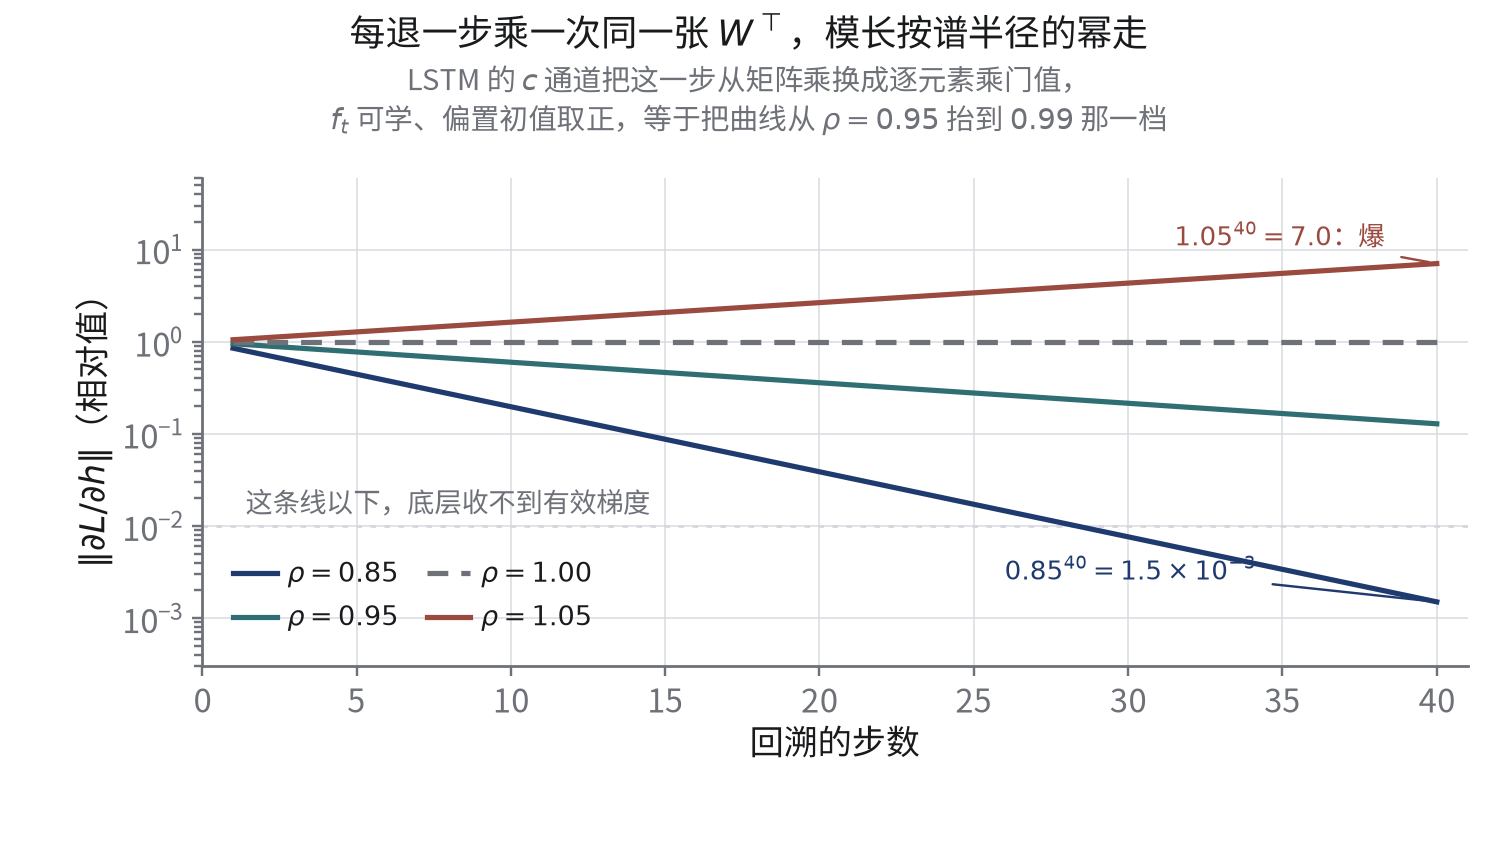 每退一步乘一次同一张 W⊤，模长按谱半径的幂走
LSTM 的 c 通道把这一步从矩阵乘换成逐元素乘门值，
fₜ 可学、偏置初值取正，等于把曲线从 ρ = 0.95 抬到 0.99 那一档
‖∂L/∂h‖（相对值）
10¹
10⁰
10⁻¹
10⁻²
10⁻³
1.05⁴⁰ = 7.0：爆
这条线以下，底层收不到有效梯度
0.85⁴⁰ = 1.5 × 10⁻³
ρ = 0.85
ρ = 1.00
ρ = 0.95
ρ = 1.05
0 5 10 15 20 25 30 35 40
回溯的步数